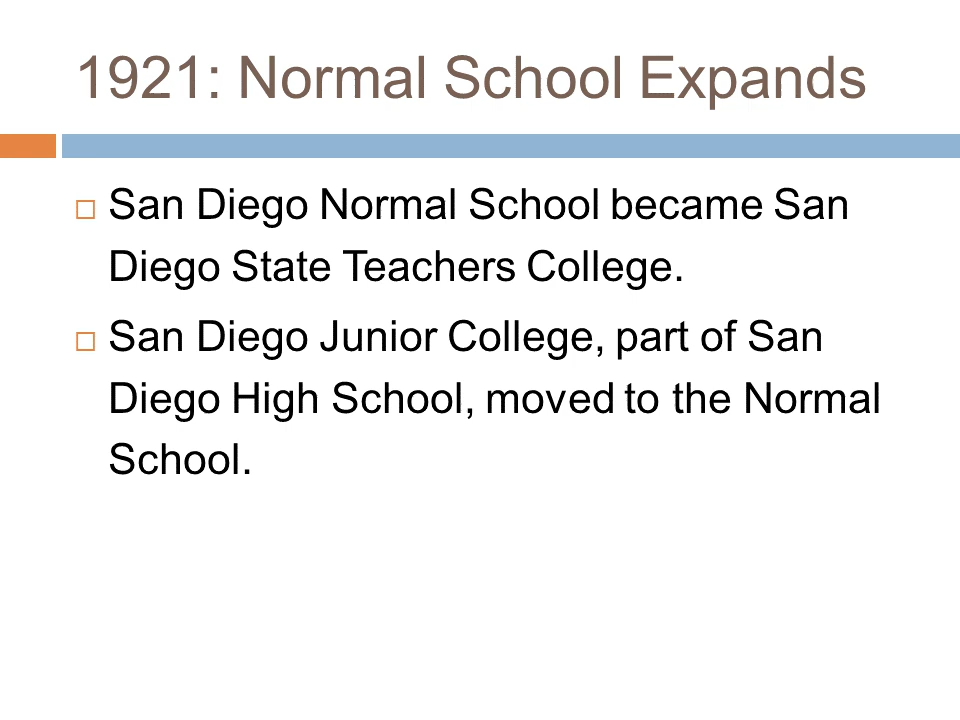 1921: Normal School Expands
San Diego Normal School became San
Diego State Teachers College.
San Diego Junior College, part of San
Diego High School, moved to the Normal
School.